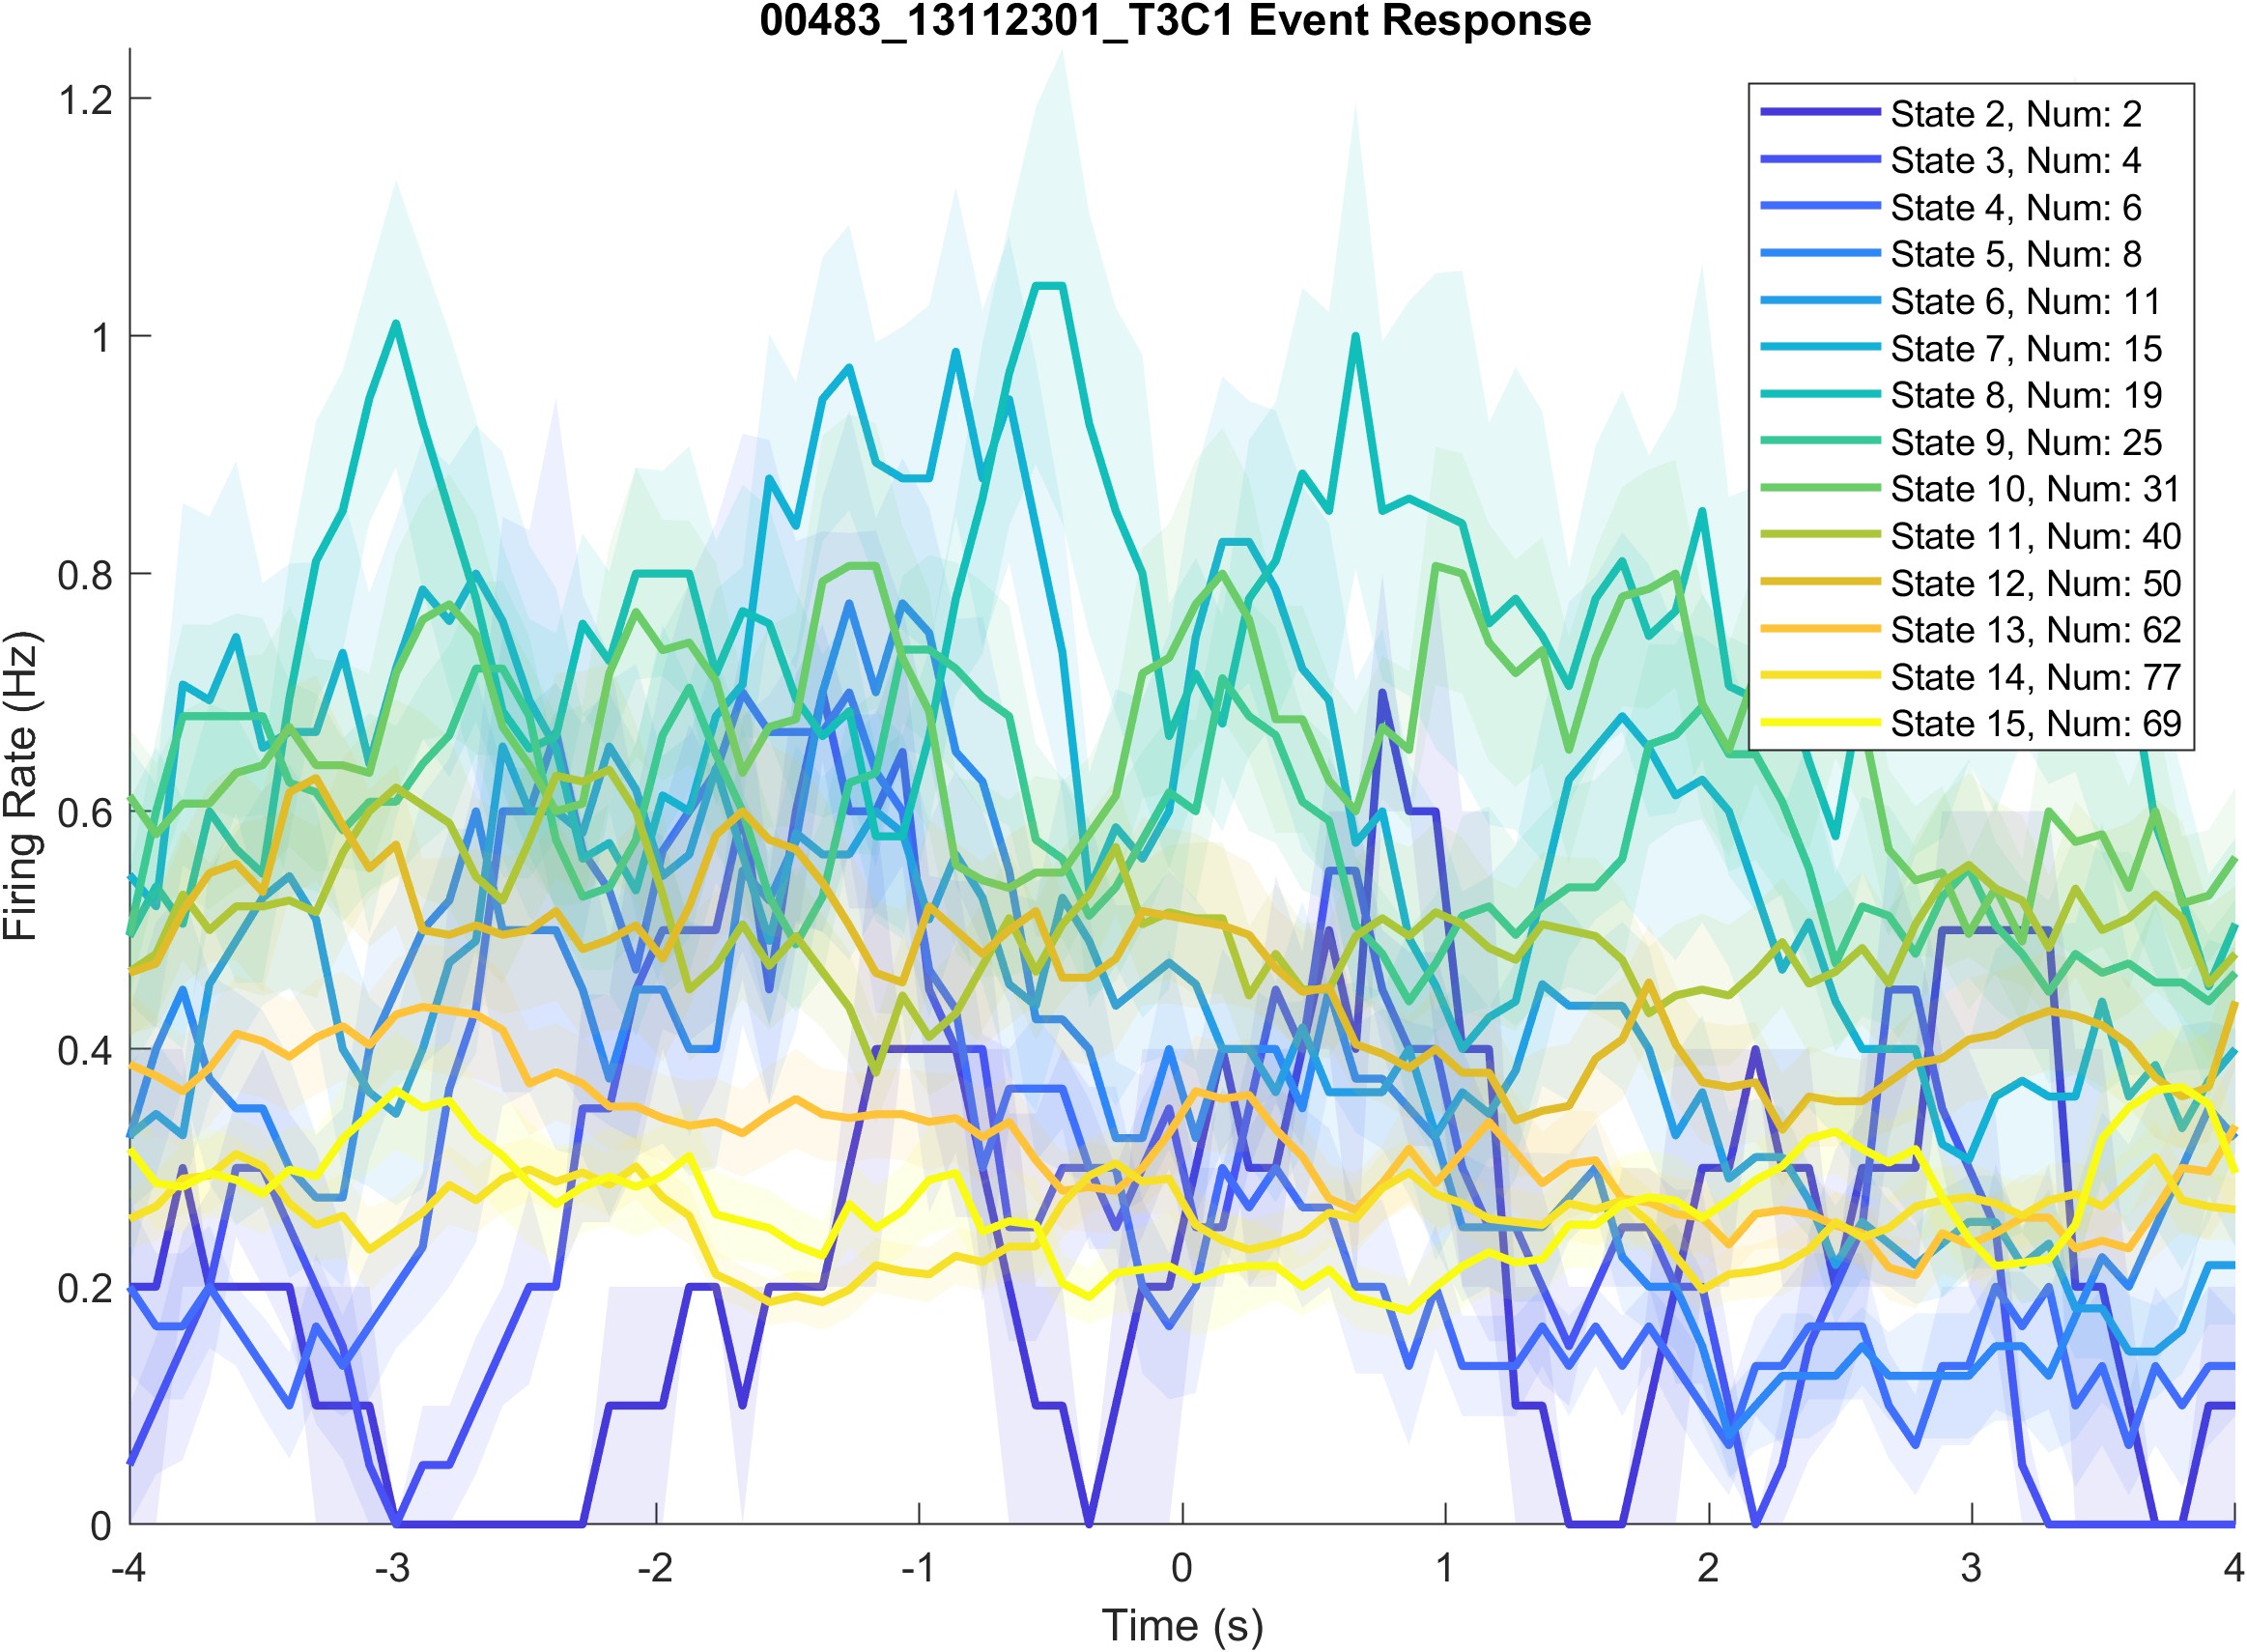 00483_13112301_T3C1 Event Response
1.2
1
0.8
0.6
0.4
0.2
0
Firing Rate (Hz)
State 2, Num: 2
State 3, Num: 4
State 4, Num: 6
State 5, Num: 8
State 6, Num: 11
State 7, Num: 15
State 8, Num: 19
State 9, Num: 25
State 10, Num: 31
State 11, Num: 40
State 12, Num: 50
State 13, Num: 62
State 14, Num: 77
State 15, Num: 69
-4 -3 -2 -1 0 1 2 3 4
Time (s)